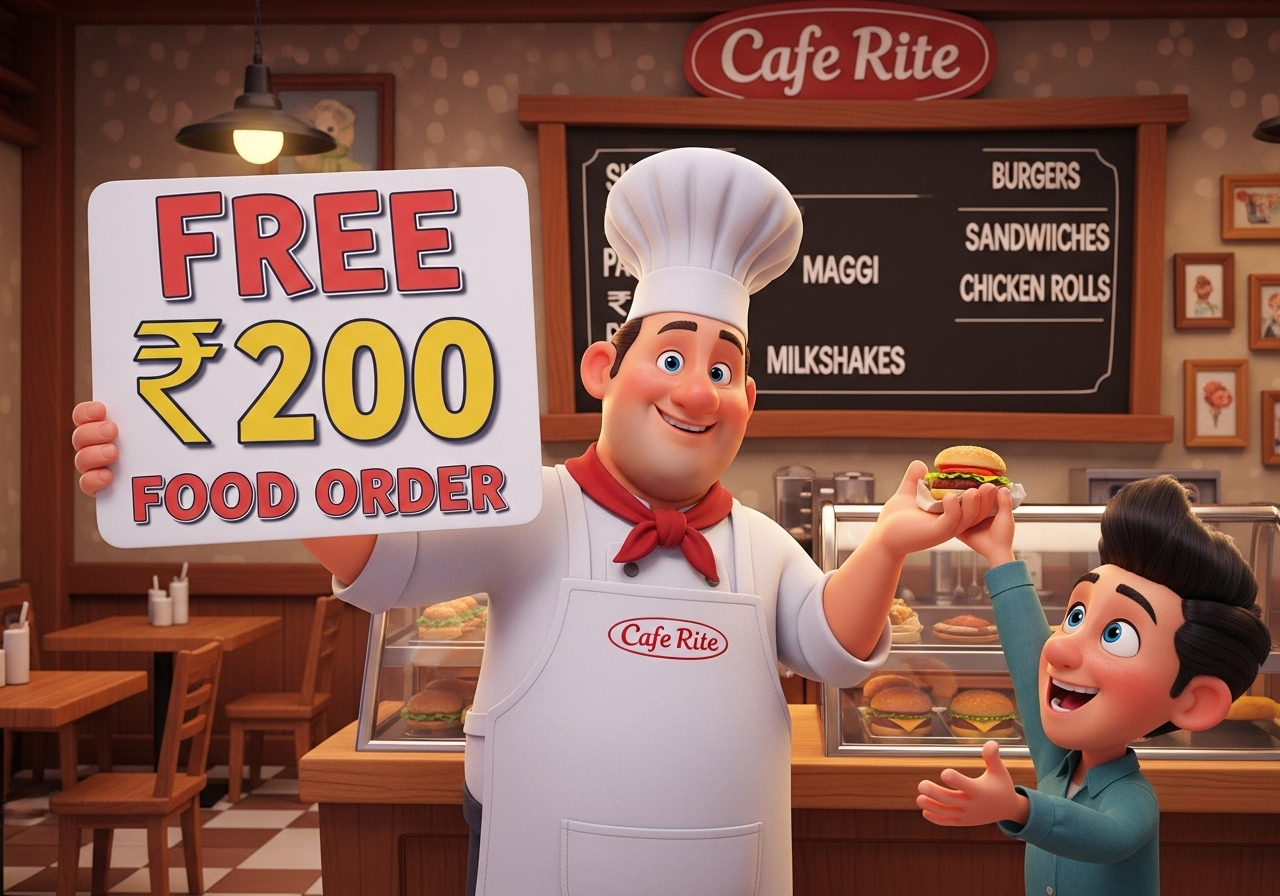 Cafe Rite
FREE
₹200
FOOD ORDER
MAGGI
MILKSHAKES
BURGERS
SANDWIICHES
CHICKEN ROLLS
₹
Cafe Rite